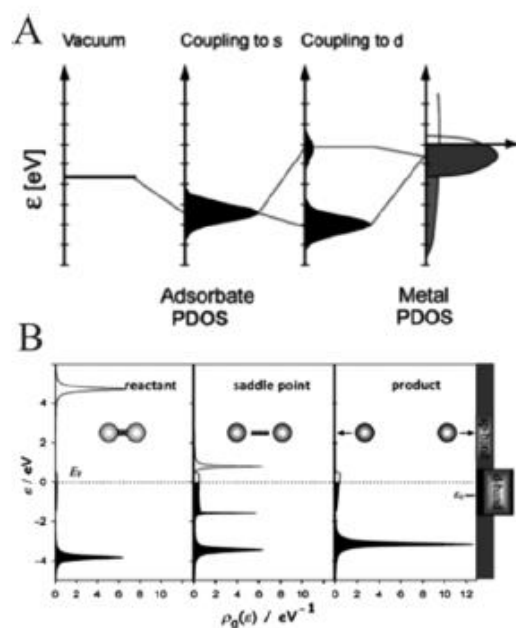 A
Vacuum Coupling to s Coupling to d
ε [eV]
Adsorbate PDOS
Metal PDOS
B
reactant saddle point product
ε / eV
4
2
E_F
0
-2
-4
0 2 4 6 8 10 12 0 2 4 6 8 10 12 0 2 4 6 8 10 12
ρ_a(ε) / eV⁻¹